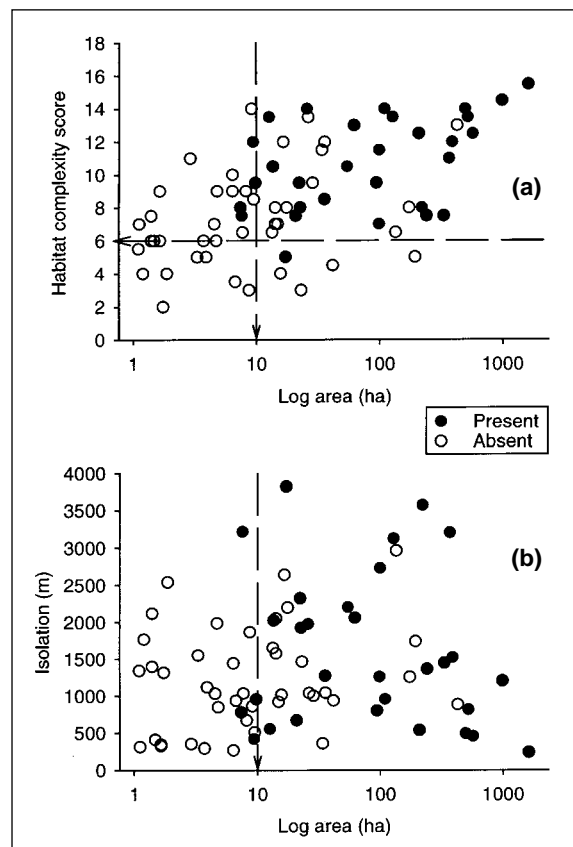 18
16
14
12
10
8
6
4
2
0
Habitat complexity score
(a)
1 10 100 1000
Log area (ha)
Present
Absent
4000
3500
3000
2500
2000
1500
1000
500
0
Isolation (m)
(b)
1 10 100 1000
Log area (ha)